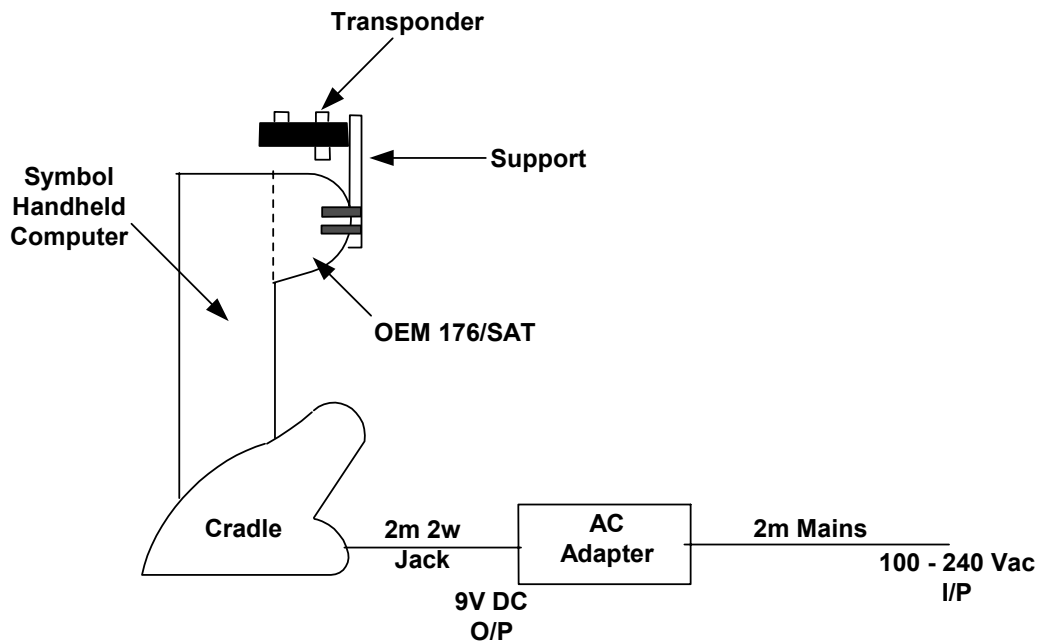 Transponder
Support
Symbol
Handheld
Computer
OEM 176/SAT
Cradle
2m 2w
Jack
9V DC
O/P
AC
Adapter
2m Mains
100 - 240 Vac
I/P